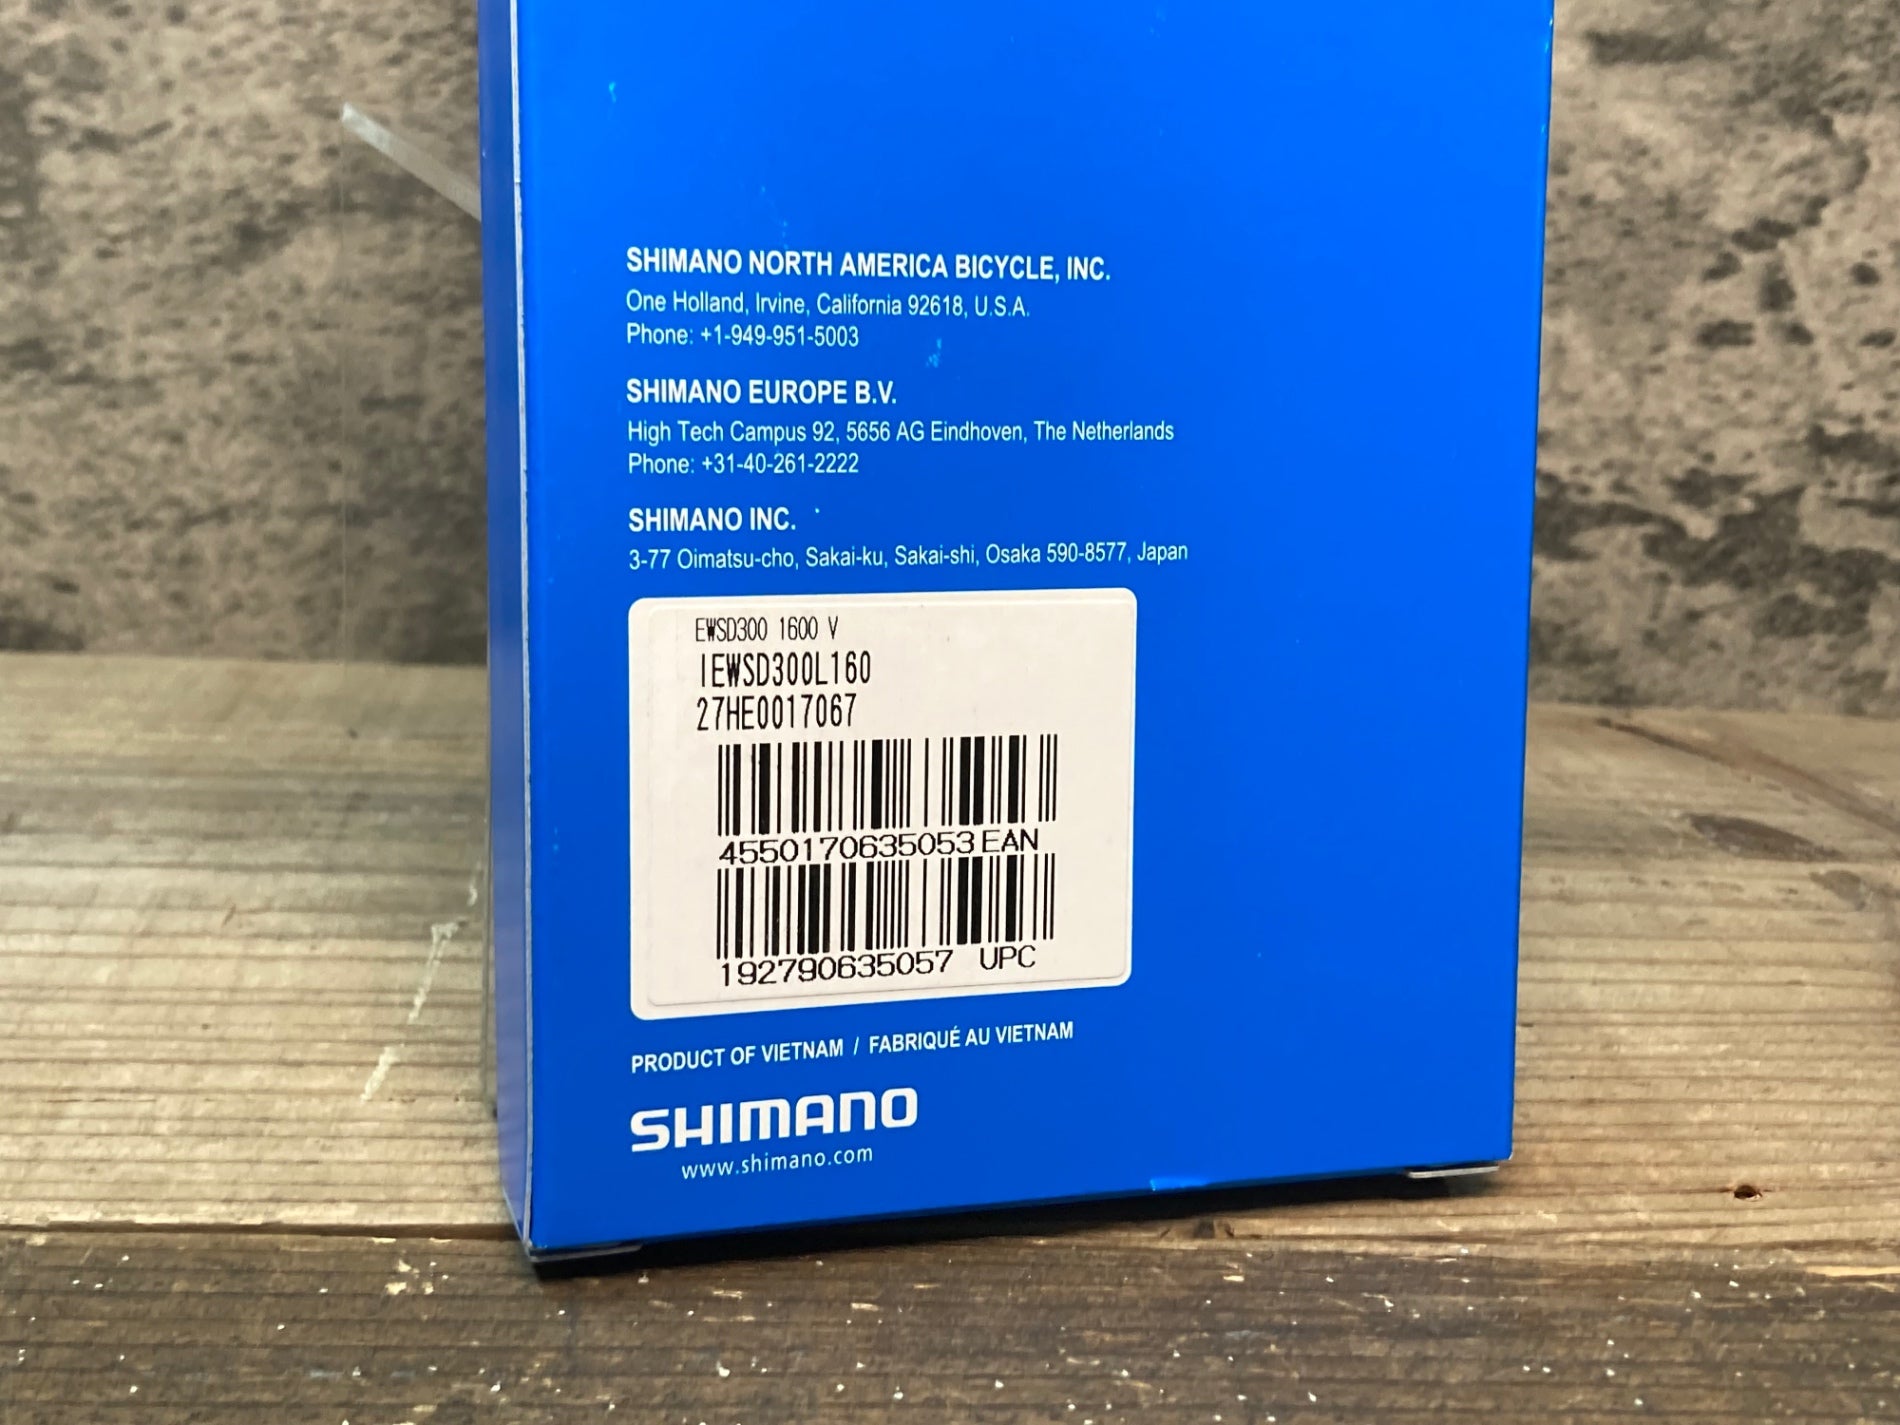 SHIMANO NORTH AMERICA BICYCLE, INC.
One Holland, Irvine, California 92618, U.S.A.
Phone: +1-949-951-5003
SHIMANO EUROPE B.V.
High Tech Campus 92, 5656 AG Eindhoven, The Netherlands
Phone: +31-40-261-2222
SHIMANO INC.
3-77 Oimatsu-cho, Sakai-ku, Sakai-shi, Osaka 590-8577, Japan
EWSD300 1600 V
IEWSD300L160
27HE0017067
4550170635053 EAN
192790635057 UPC
PRODUCT OF VIETNAM / FABRIQUÉ AU VIETNAM
SHIMANO
www.shimano.com